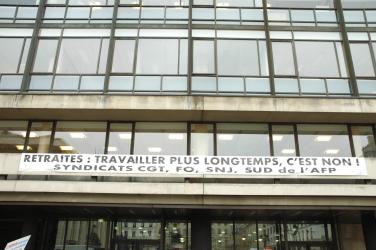 RETRAITES : TRAVAILLER PLUS LONGTEMPS, C'EST NON !
SYNDICATS CGT, FO, SNJ, SUD de l'AFP